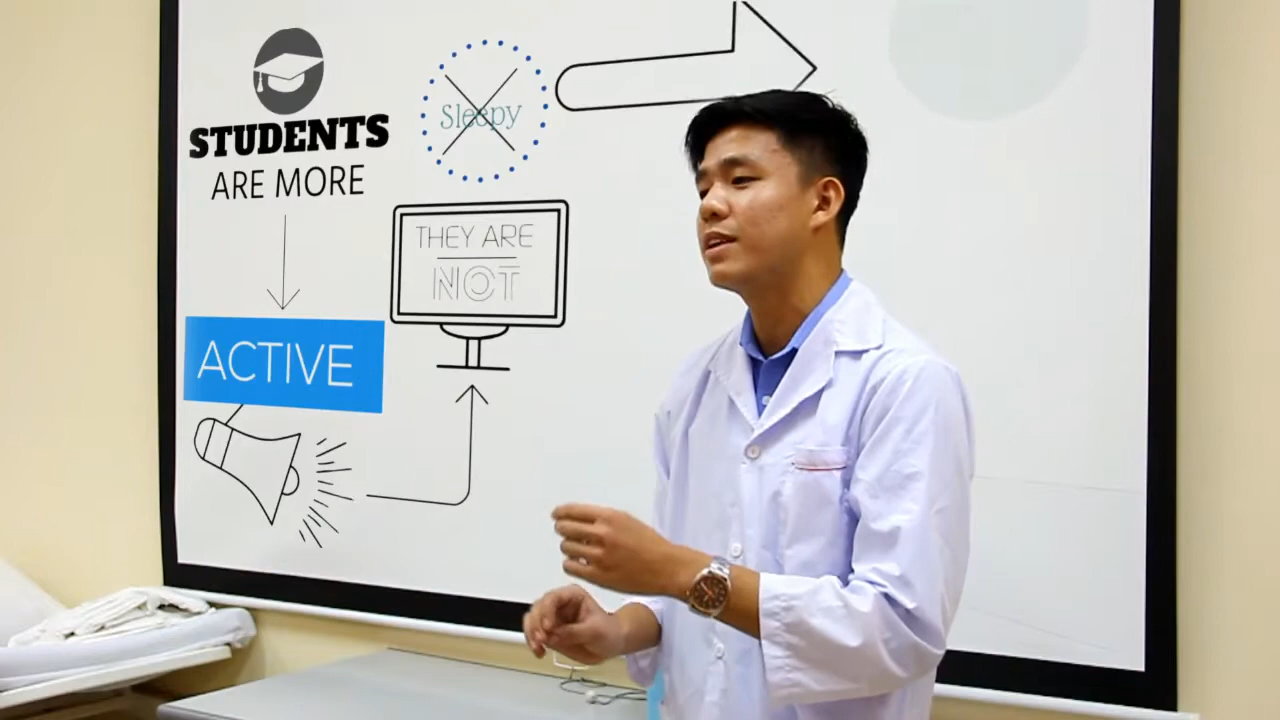 STUDENTS
ARE MORE
ACTIVE
THEY ARE
NOT
Sleepy